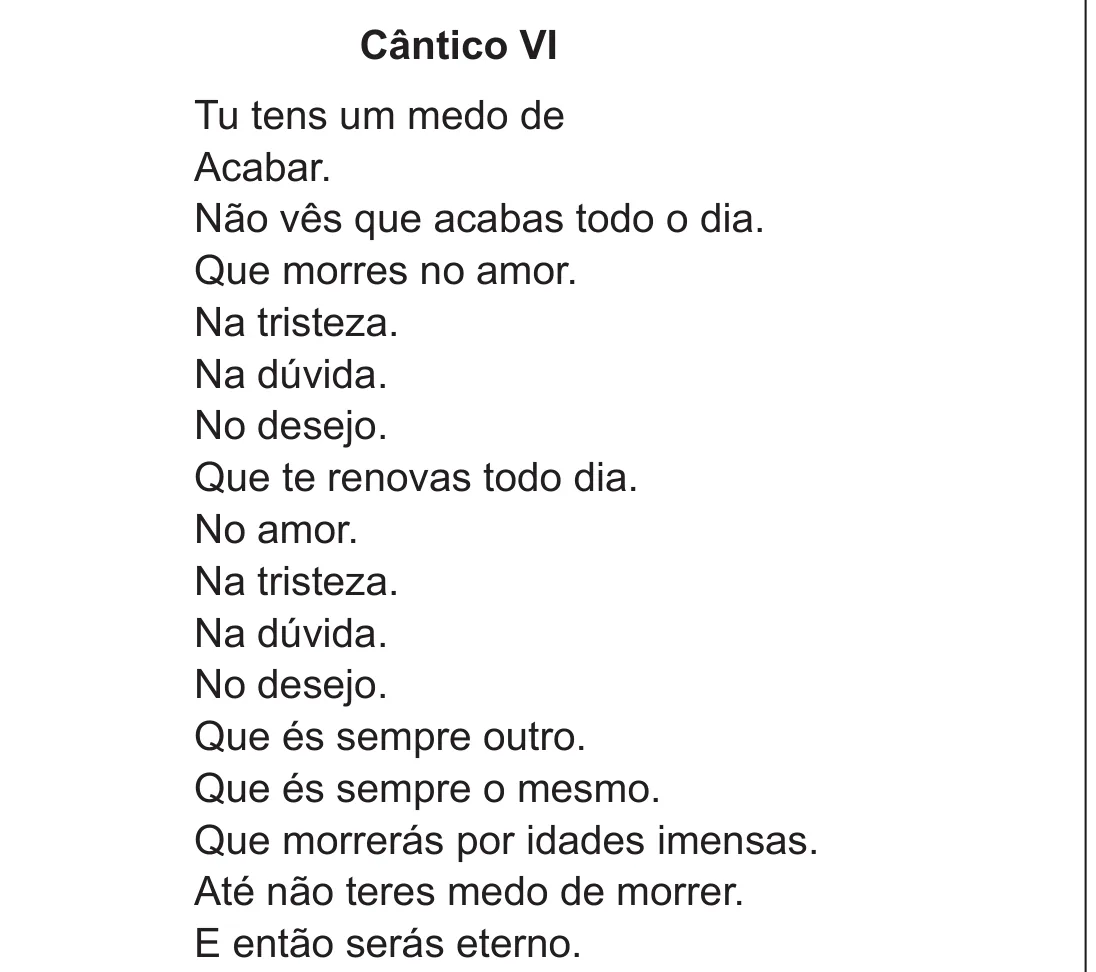 Cântico VI
Tu tens um medo de
Acabar.
Não vês que acabas todo o dia.
Que morres no amor.
Na tristeza.
Na dúvida.
No desejo.
Que te renovas todo dia.
No amor.
Na tristeza.
Na dúvida.
No desejo.
Que és sempre outro.
Que és sempre o mesmo.
Que morrerás por idades imensas.
Até não teres medo de morrer.
E então serás eterno.